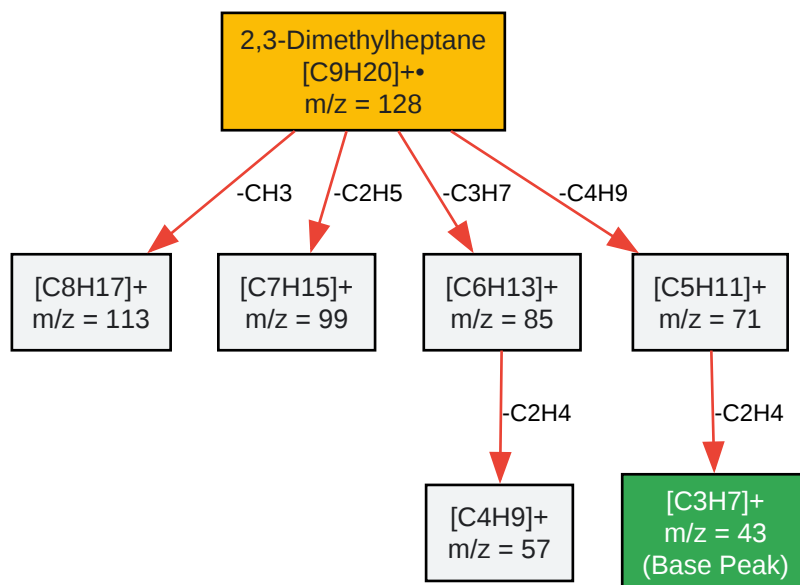 2,3-Dimethylheptane
[C9H20]+•
m/z = 128
-CH3
-C2H5
-C3H7
-C4H9
[C8H17]+
m/z = 113
[C7H15]+
m/z = 99
[C6H13]+
m/z = 85
[C5H11]+
m/z = 71
-C2H4
-C2H4
[C4H9]+
m/z = 57
[C3H7]+
m/z = 43
(Base Peak)